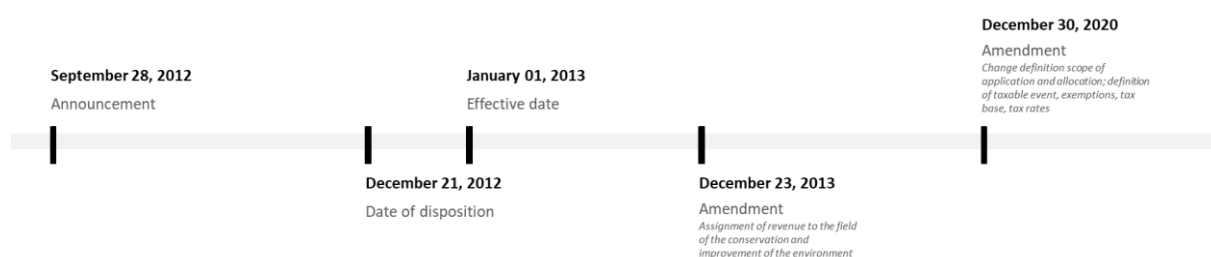 September 28, 2012
Announcement
December 21, 2012
Date of disposition
January 01, 2013
Effective date
December 23, 2013
Amendment
Assignment of revenue to the field
of the conservation and
improvement of the environment
December 30, 2020
Amendment
Change definition scope of
application and allocation; definition
of taxable event, exemptions, tax
base, tax rates